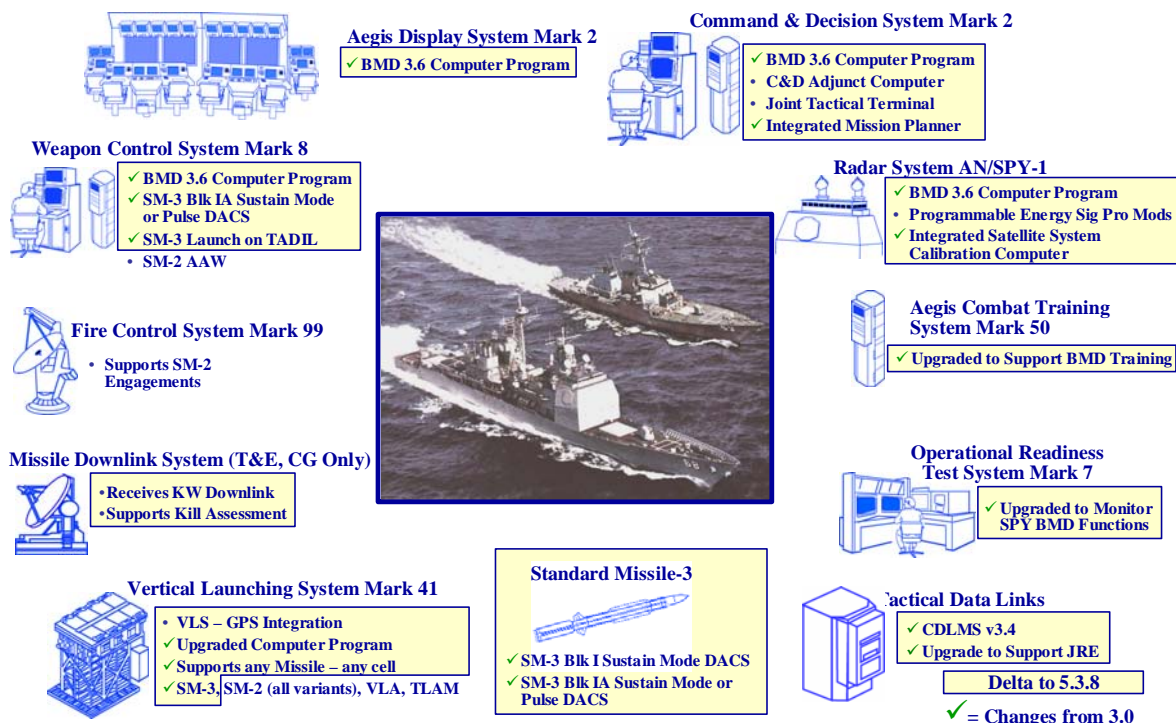 Aegis Display System Mark 2
✓ BMD 3.6 Computer Program
Command & Decision System Mark 2
✓ BMD 3.6 Computer Program
• C&D Adjunct Computer
• Joint Tactical Terminal
✓ Integrated Mission Planner
Weapon Control System Mark 8
✓ BMD 3.6 Computer Program
✓ SM-3 Blk IA Sustain Mode
or Pulse DACS
✓ SM-3 Launch on TADIL
• SM-2 AAW
Radar System AN/SPY-1
✓ BMD 3.6 Computer Program
• Programmable Energy Sig Pro Mods
✓ Integrated Satellite System
Calibration Computer
Fire Control System Mark 99
• Supports SM-2
Engagements
Aegis Combat Training
System Mark 50
✓ Upgraded to Support BMD Training
Missile Downlink System (T&E, CG Only)
•Receives KW Downlink
•Supports Kill Assessment
Operational Readiness
Test System Mark 7
✓ Upgraded to Monitor
SPY BMD Functions
Vertical Launching System Mark 41
• VLS – GPS Integration
✓ Upgraded Computer Program
✓ Supports any Missile – any cell
✓ SM-3, SM-2 (all variants), VLA, TLAM
Standard Missile-3
✓ SM-3 Blk I Sustain Mode DACS
✓ SM-3 Blk IA Sustain Mode or
Pulse DACS
Tactical Data Links
✓ CDLMS v3.4
✓ Upgrade to Support JRE
Delta to 5.3.8
✓ = Changes from 3.0